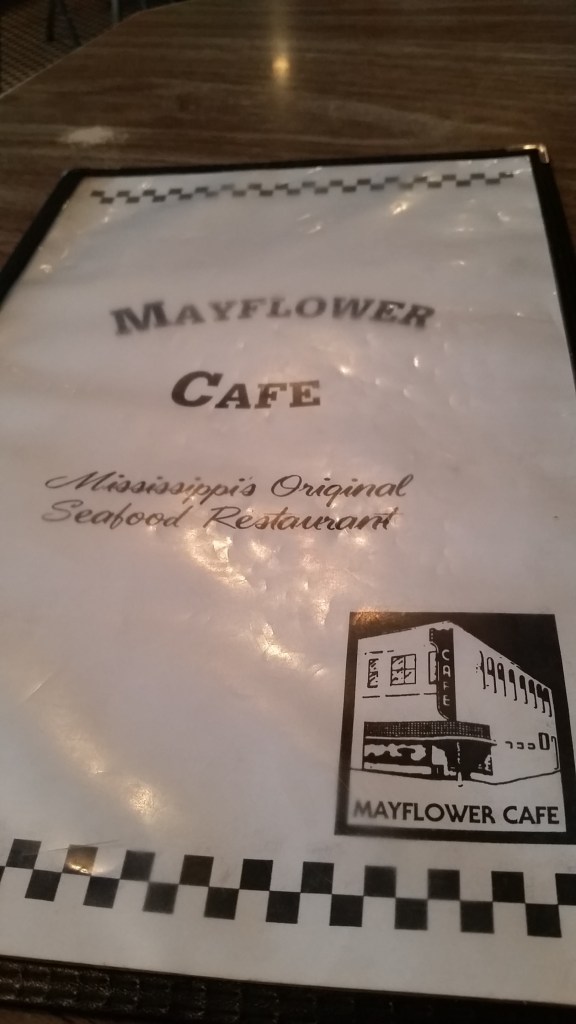 MAYFLOWER
CAFE
Mississippi's Original
Seafood Restaurant
CAFE
MAYFLOWER CAFE